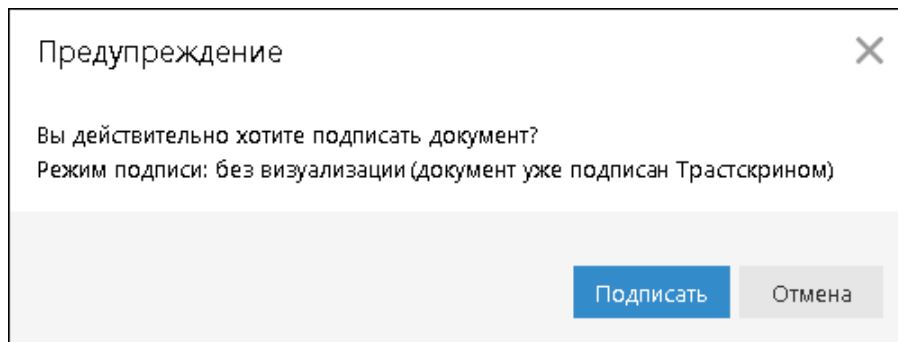 Предупреждение
Вы действительно хотите подписать документ?
Режим подписи: без визуализации (документ уже подписан Трастскрином)
Подписать
Отмена